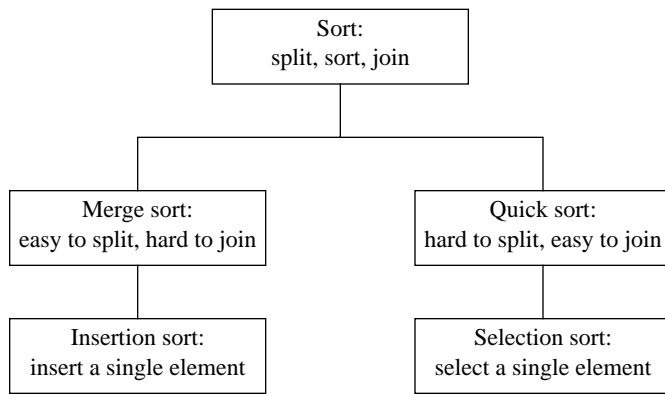 Sort:
split, sort, join
Merge sort:
easy to split, hard to join
Quick sort:
hard to split, easy to join
Insertion sort:
insert a single element
Selection sort:
select a single element